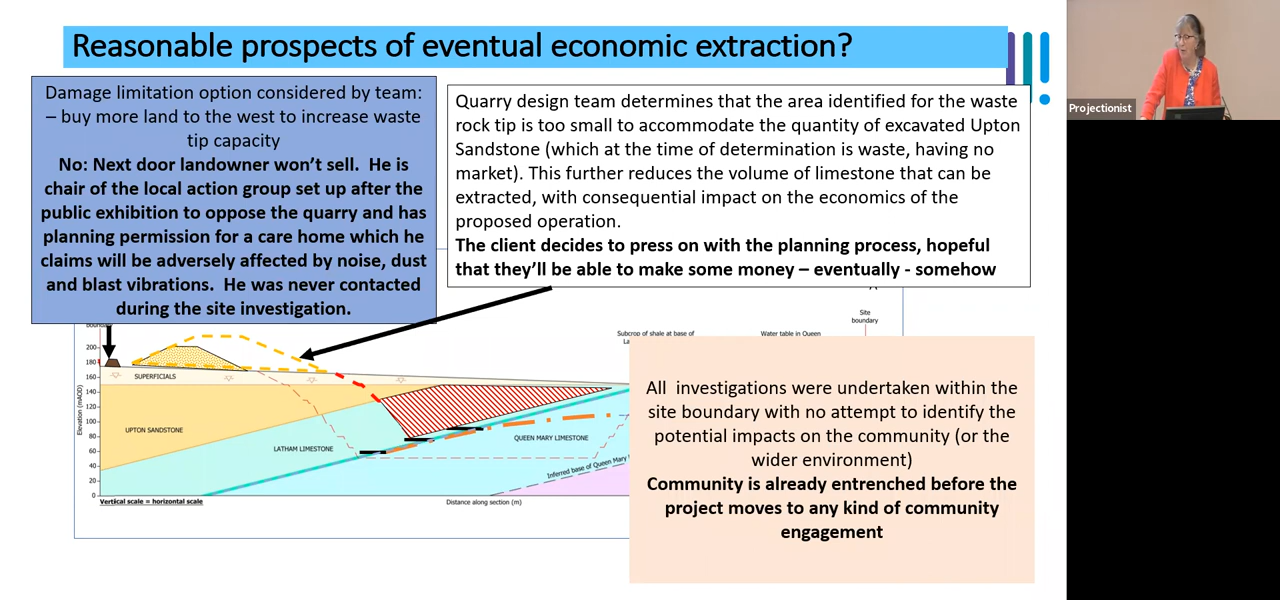 Reasonable prospects of eventual economic extraction?
Damage limitation option considered by team:
– buy more land to the west to increase waste
tip capacity
No: Next door landowner won't sell. He is
chair of the local action group set up after the
public exhibition to oppose the quarry and has
planning permission for a care home which he
claims will be adversely affected by noise, dust
and blast vibrations. He was never contacted
during the site investigation.
Quarry design team determines that the area identified for the waste
rock tip is too small to accommodate the quantity of excavated Upton
Sandstone (which at the time of determination is waste, having no
market). This further reduces the volume of limestone that can be
extracted, with consequential impact on the economics of the
proposed operation.
The client decides to press on with the planning process, hopeful
that they'll be able to make some money – eventually - somehow
Projectionist
Site
boundary
Subcrop of shale at base of
Water table in Queen
200
180
160
140
120
100
80
60
40
20
0
Elevation (mAOD)
SUPERFICIALS
UPTON SANDSTONE
LATHAM LIMESTONE
QUEEN MARY LIMESTONE
Inferred base of Queen Mary
Vertical scale = horizontal scale
Distance along section (m)
All investigations were undertaken within the
site boundary with no attempt to identify the
potential impacts on the community (or the
wider environment)
Community is already entrenched before the
project moves to any kind of community
engagement